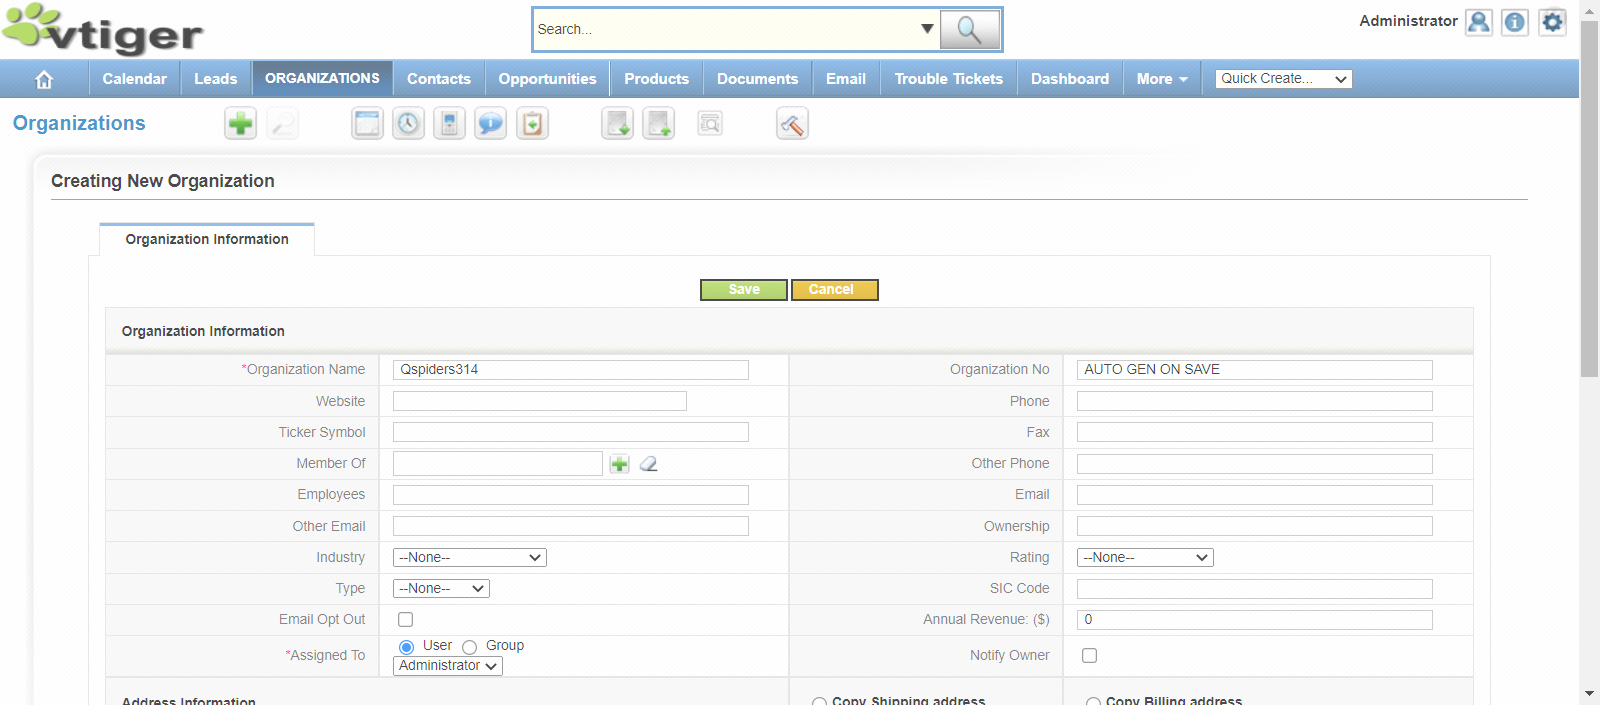 vtiger
Search...
Administrator
Calendar Leads ORGANIZATIONS Contacts Opportunities Products Documents Email Trouble Tickets Dashboard More Quick Create...
Organizations
Creating New Organization
Organization Information
Save Cancel
Organization Information
*Organization Name Qspiders314 Organization No AUTO GEN ON SAVE
Website Phone
Ticker Symbol Fax
Member Of Other Phone
Employees Email
Other Email Ownership
Industry --None-- Rating --None--
Type --None-- SIC Code
Email Opt Out Annual Revenue: ($) 0
*Assigned To User Group Administrator Notify Owner
Address Information Copy Shipping address Copy Billing address